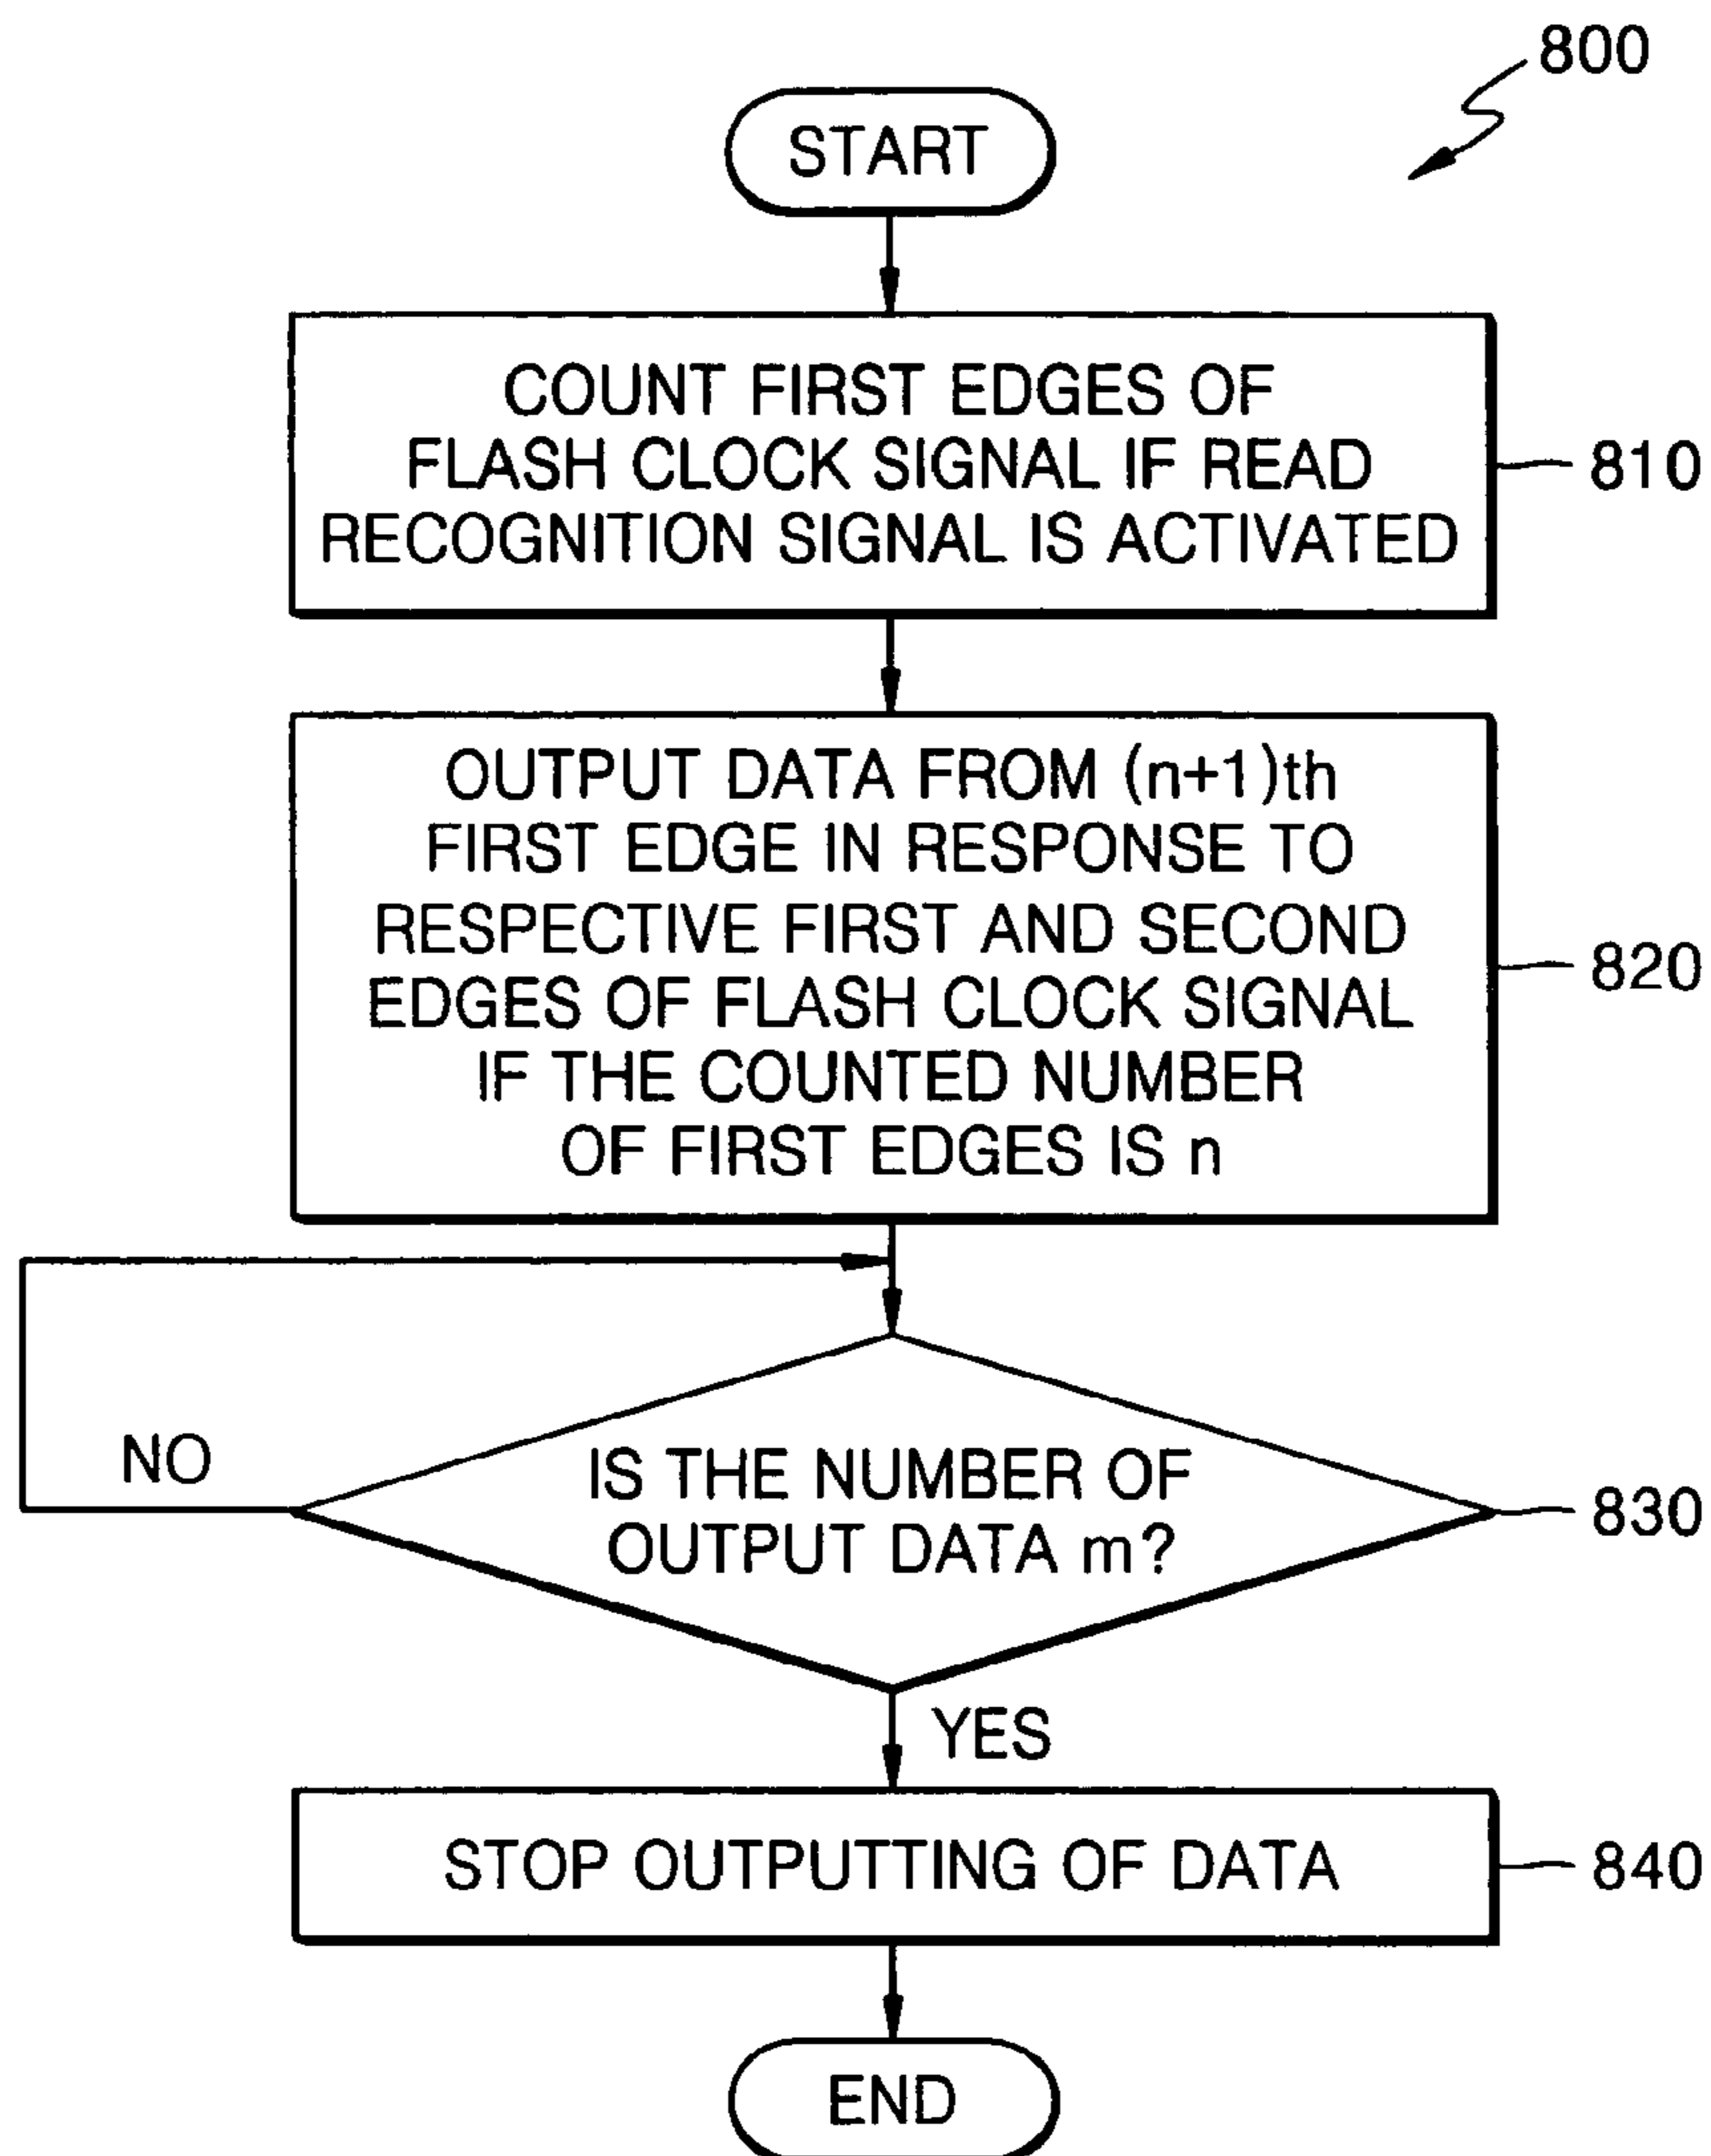 800
START
COUNT FIRST EDGES OF
FLASH CLOCK SIGNAL IF READ
RECOGNITION SIGNAL IS ACTIVATED
810
OUTPUT DATA FROM (n+1)th
FIRST EDGE IN RESPONSE TO
RESPECTIVE FIRST AND SECOND
EDGES OF FLASH CLOCK SIGNAL
IF THE COUNTED NUMBER
OF FIRST EDGES IS n
820
NO
IS THE NUMBER OF
OUTPUT DATA m?
830
YES
STOP OUTPUTTING OF DATA
840
END